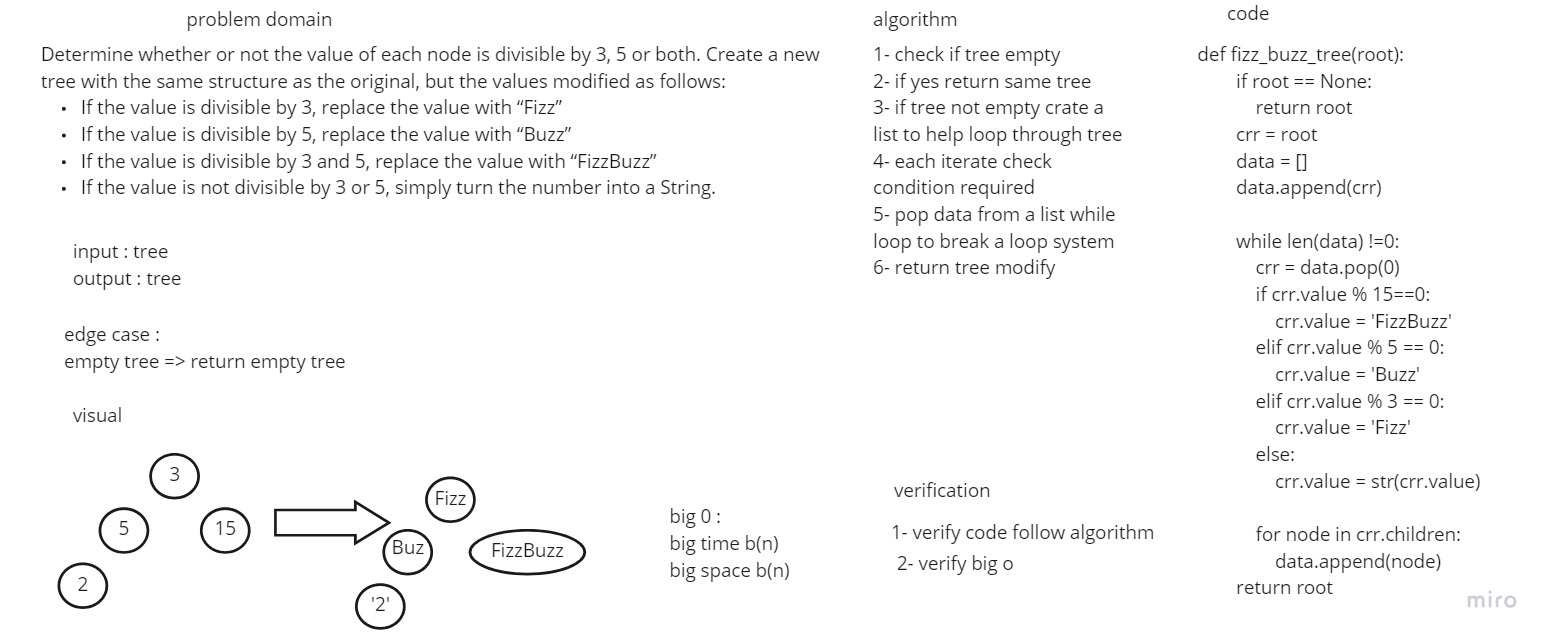 problem domain
Determine whether or not the value of each node is divisible by 3, 5 or both. Create a new
tree with the same structure as the original, but the values modified as follows:
• If the value is divisible by 3, replace the value with “Fizz”
• If the value is divisible by 5, replace the value with “Buzz”
• If the value is divisible by 3 and 5, replace the value with “FizzBuzz”
• If the value is not divisible by 3 or 5, simply turn the number into a String.
input : tree
output : tree
edge case :
empty tree => return empty tree
visual
3
5
15
2
Fizz
Buz
FizzBuzz
'2'
big 0 :
big time b(n)
big space b(n)
algorithm
1- check if tree empty
2- if yes return same tree
3- if tree not empty crate a
list to help loop through tree
4- each iterate check
condition required
5- pop data from a list while
loop to break a loop system
6- return tree modify
verification
1- verify code follow algorithm
2- verify big o
code
def fizz_buzz_tree(root):
if root == None:
return root
crr = root
data = []
data.append(crr)
while len(data) !=0:
crr = data.pop(0)
if crr.value % 15==0:
crr.value = 'FizzBuzz'
elif crr.value % 5 == 0:
crr.value = 'Buzz'
elif crr.value % 3 == 0:
crr.value = 'Fizz'
else:
crr.value = str(crr.value)
for node in crr.children:
data.append(node)
return root
miro